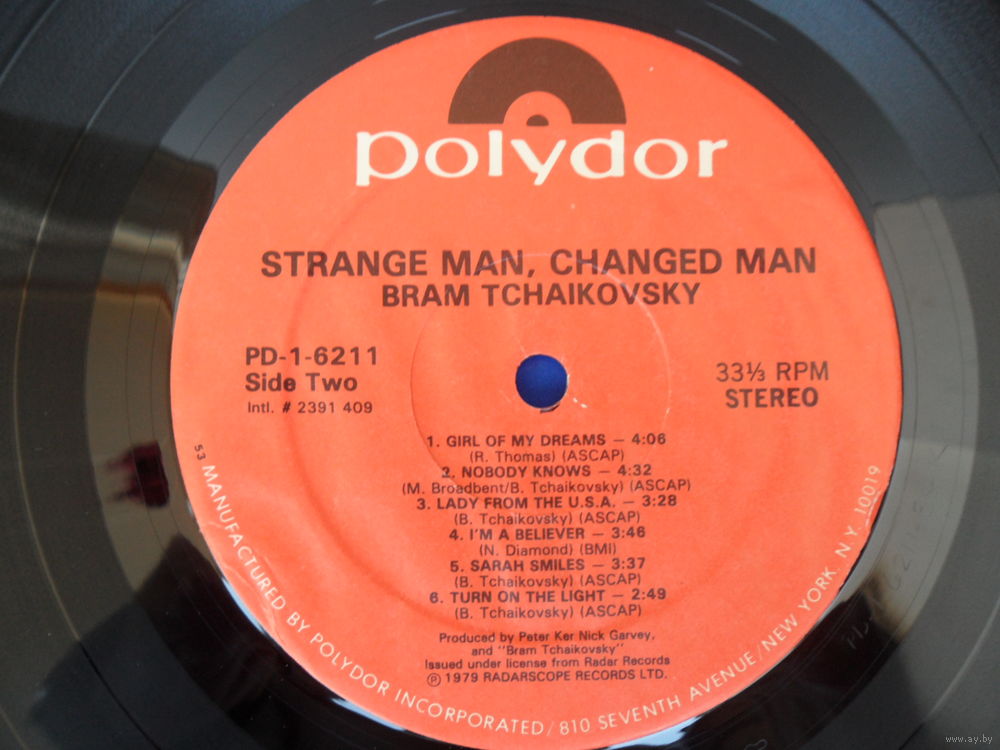 polydor
STRANGE MAN, CHANGED MAN
BRAM TCHAIKOVSKY
PD-1-6211
Side Two
Intl. # 2391 409
33⅓ RPM
STEREO
1. GIRL OF MY DREAMS — 4:06
(R. Thomas) (ASCAP)
2. NOBODY KNOWS — 4:32
(M. Broadbent/B. Tchaikovsky) (ASCAP)
3. LADY FROM THE U.S.A. — 3:28
(B. Tchaikovsky) (ASCAP)
4. I'M A BELIEVER — 3:46
(N. Diamond) (BMI)
5. SARAH SMILES — 3:37
(B. Tchaikovsky) (ASCAP)
6. TURN ON THE LIGHT — 2:49
(B. Tchaikovsky) (ASCAP)
Produced by Peter Ker Nick Garvey,
and "Bram Tchaikovsky"
Issued under license from Radar Records
Ⓟ 1979 RADARSCOPE RECORDS LTD.
53 MANUFACTURED BY POLYDOR INCORPORATED/810 SEVENTH AVENUE/NEW YORK, N.Y. 10019
www.ay.by